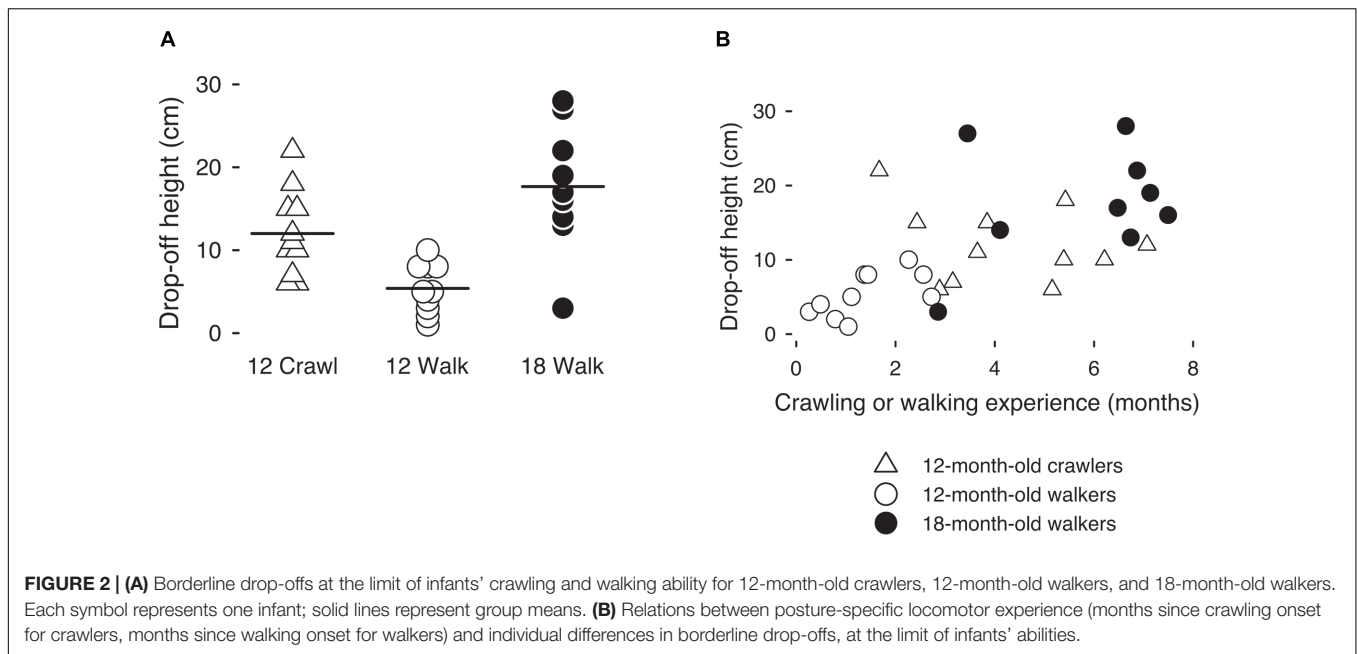 A
Drop-off height (cm)
30
20
10
0
12 Crawl 12 Walk 18 Walk
B
Drop-off height (cm)
30
20
10
0
0 2 4 6 8
Crawling or walking experience (months)
12-month-old crawlers
12-month-old walkers
18-month-old walkers
FIGURE 2 | (A) Borderline drop-offs at the limit of infants' crawling and walking ability for 12-month-old crawlers, 12-month-old walkers, and 18-month-old walkers.
Each symbol represents one infant; solid lines represent group means. (B) Relations between posture-specific locomotor experience (months since crawling onset
for crawlers, months since walking onset for walkers) and individual differences in borderline drop-offs, at the limit of infants' abilities.